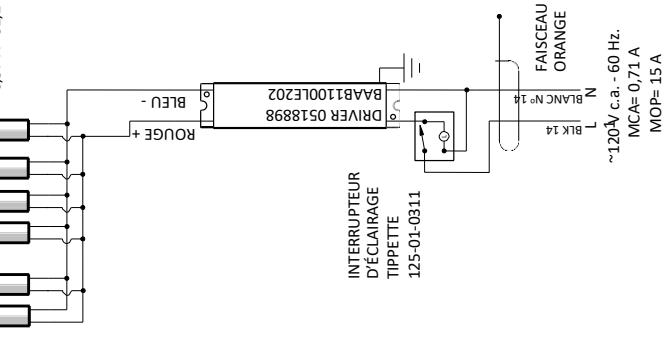 BLEU -
ROUGE +
BAAB1100LE202
DRIVER 0518898
INTERRUPTEUR
D'ÉCLAIRAGE
TIPPETTE
125-01-0311
FAISCEAU
ORANGE
BLANC Nº 14
N
BLK 14
L
~120 V c.a. - 60 Hz.
MCA= 0,71 A
MOP= 15 A